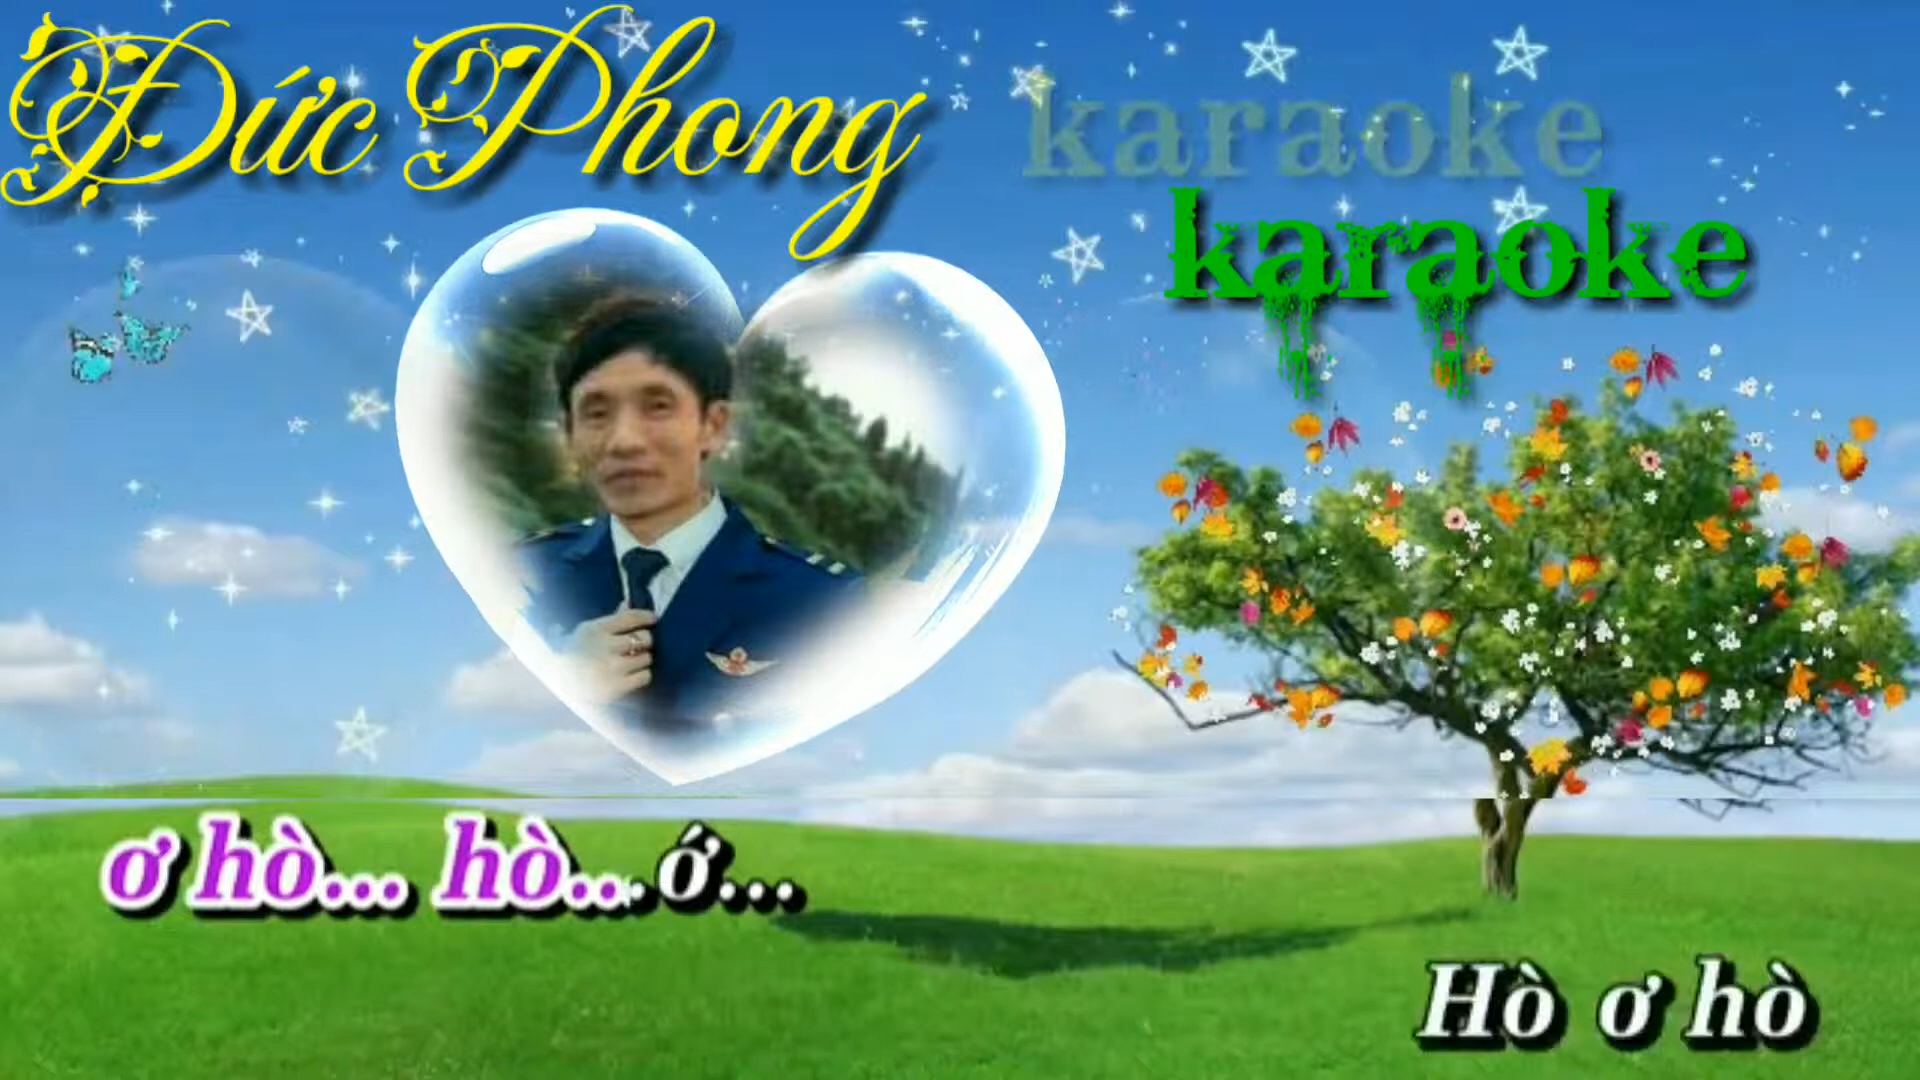 Đức Phong
karaoke
karaoke
ơ hò... hò... ớ...
Hò ơ hò